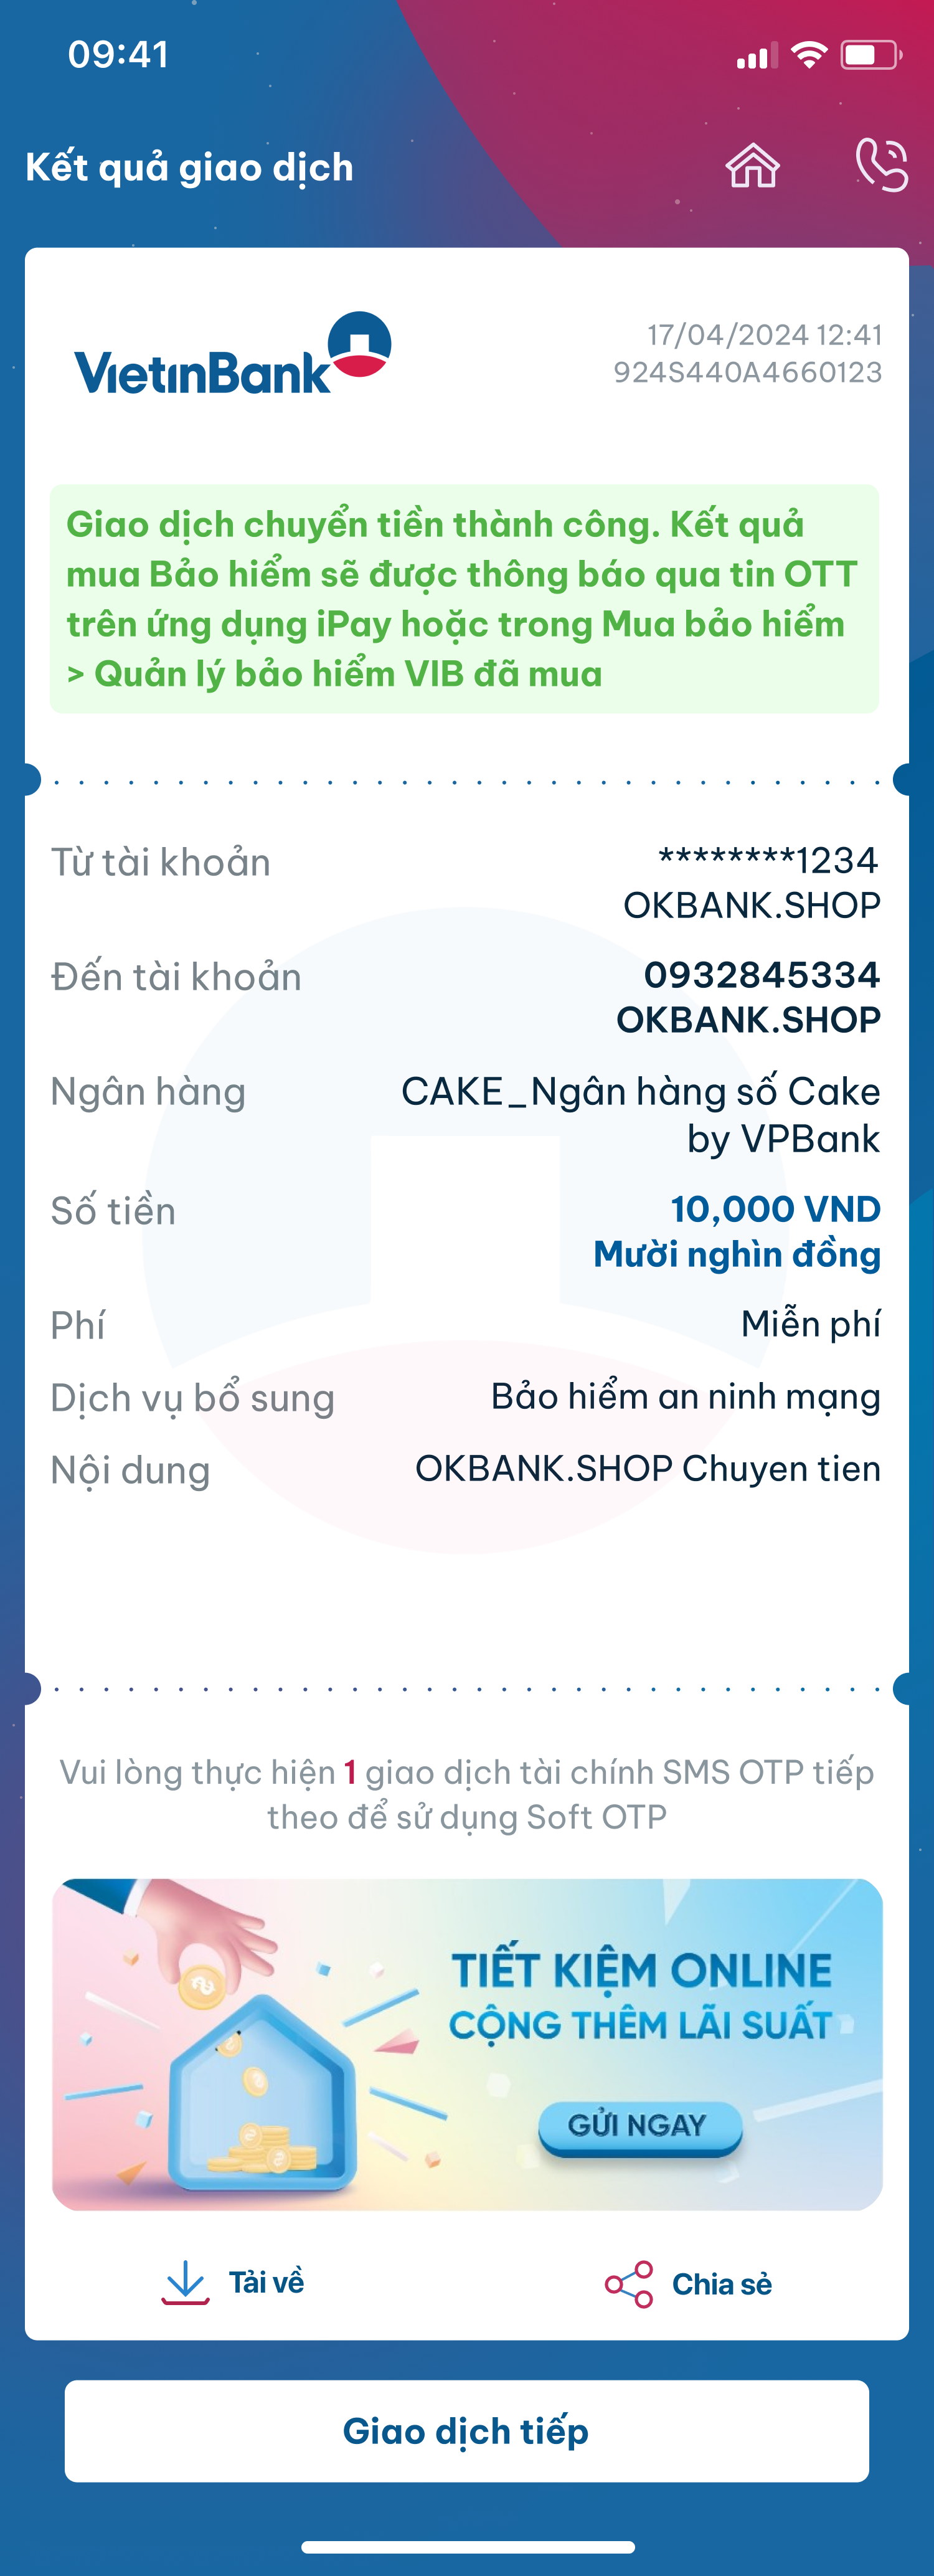 09:41
Kết quả giao dịch
VietinBank
17/04/2024 12:41
924S440A4660123
Giao dịch chuyển tiền thành công. Kết quả
mua Bảo hiểm sẽ được thông báo qua tin OTT
trên ứng dụng iPay hoặc trong Mua bảo hiểm
> Quản lý bảo hiểm VIB đã mua
Từ tài khoản
********1234
OKBANK.SHOP
Đến tài khoản
0932845334
OKBANK.SHOP
Ngân hàng
CAKE_Ngân hàng số Cake
by VPBank
Số tiền
10,000 VND
Mười nghìn đồng
Phí
Miễn phí
Dịch vụ bổ sung
Bảo hiểm an ninh mạng
Nội dung
OKBANK.SHOP Chuyen tien
Vui lòng thực hiện 1 giao dịch tài chính SMS OTP tiếp
theo để sử dụng Soft OTP
TIẾT KIỆM ONLINE
CỘNG THÊM LÃI SUẤT
GỬI NGAY
Tải về
Chia sẻ
Giao dịch tiếp